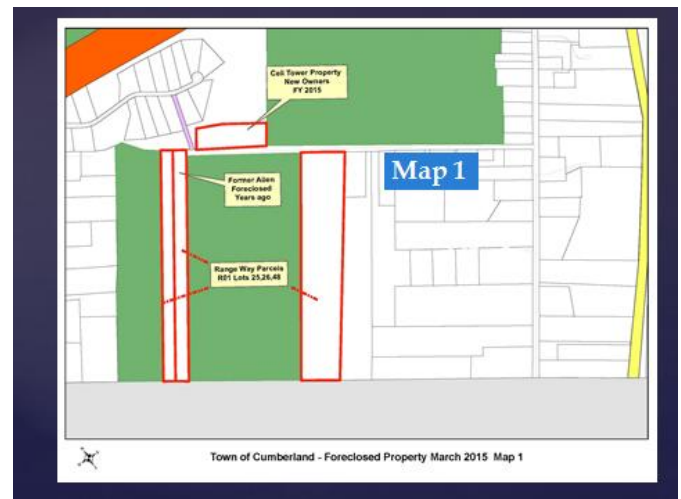 Cell Tower Property
New Owners
FY 2015
Map 1
Former Allen
Foreclosed
Years ago
Range Way Parcels
R01 Lots 25,26,48
Town of Cumberland - Foreclosed Property March 2015 Map 1